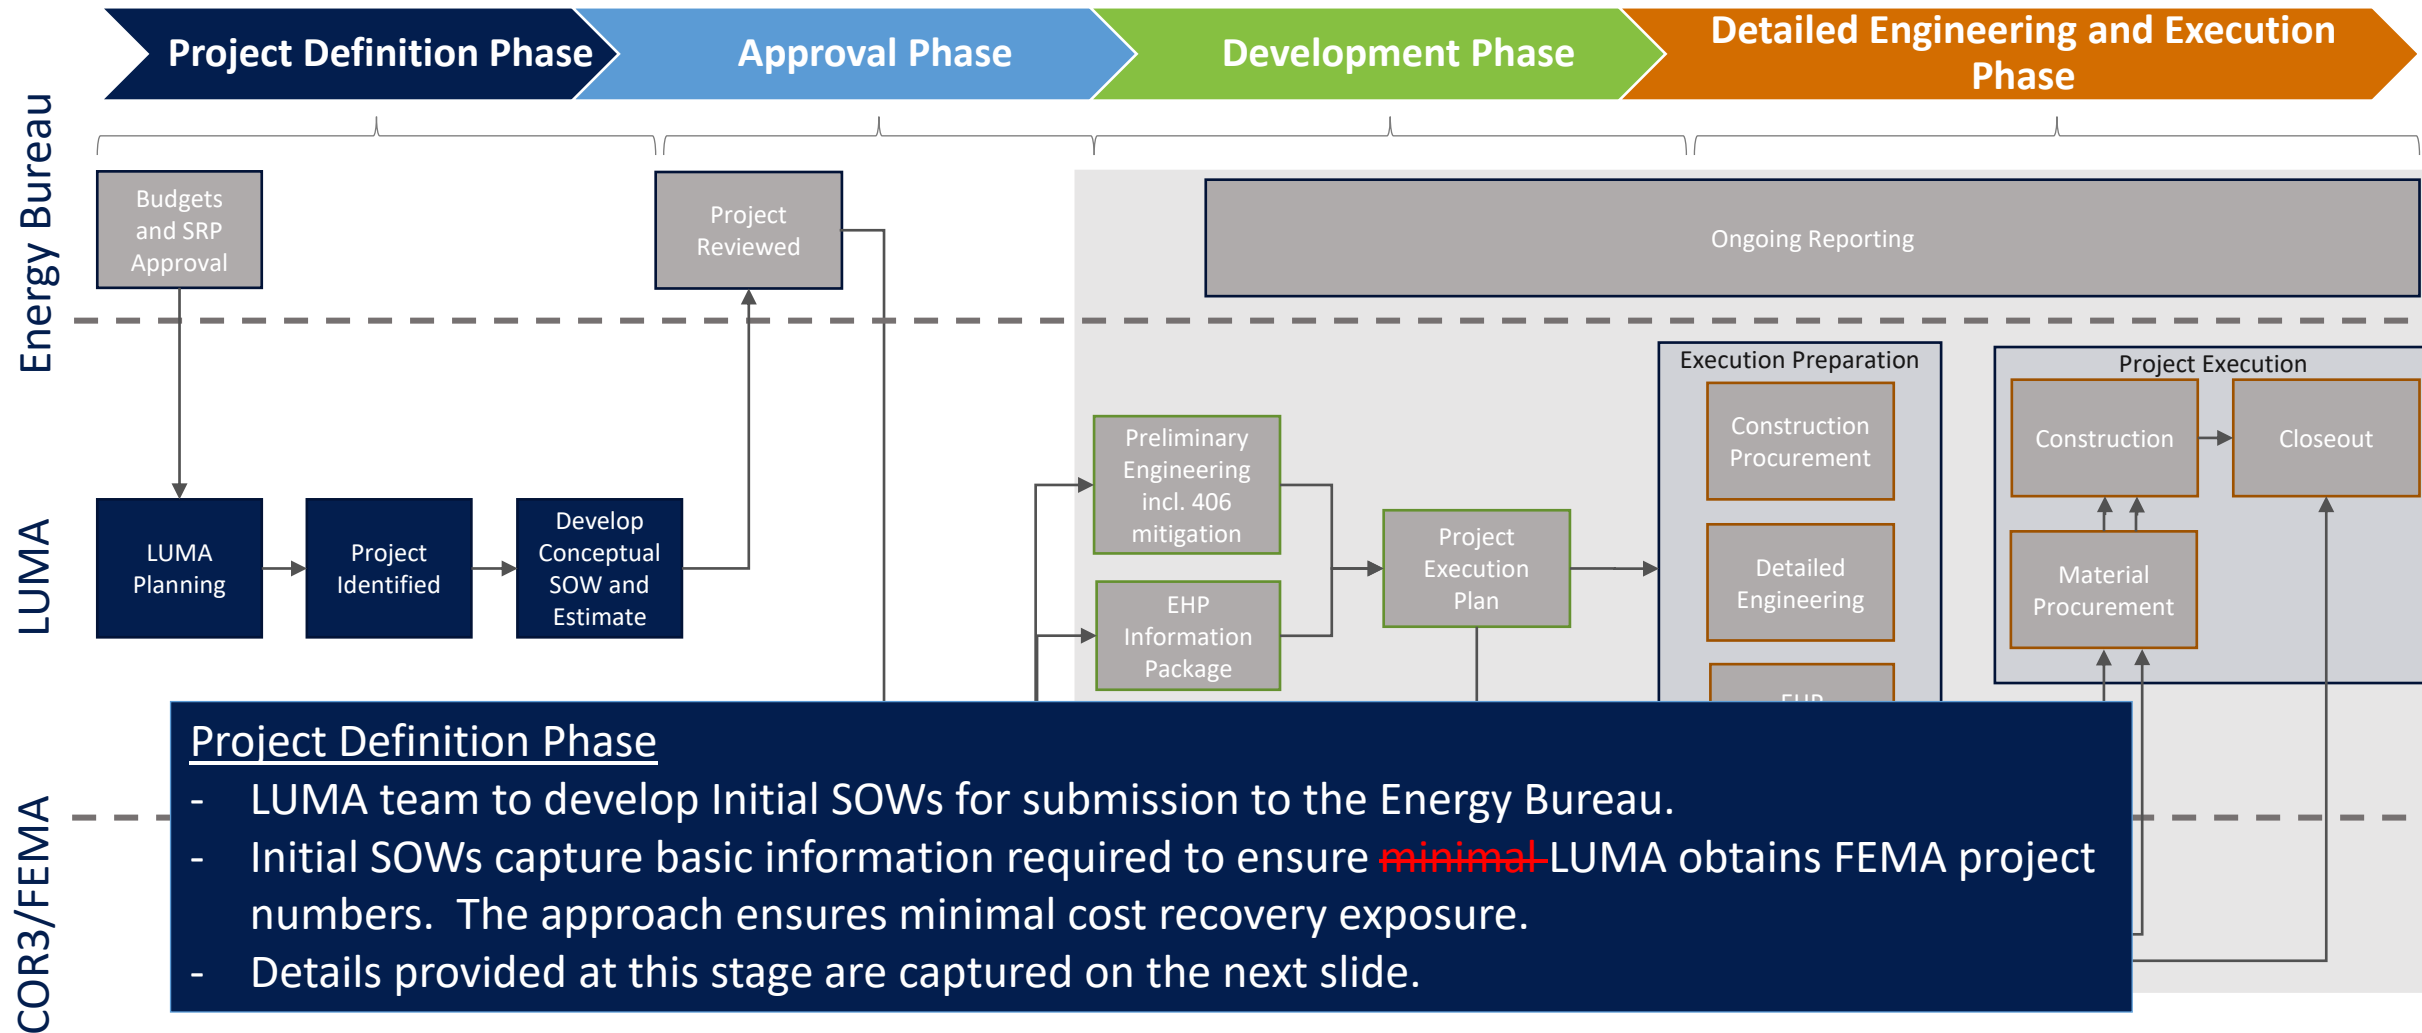 Project Definition Phase
Approval Phase
Development Phase
Detailed Engineering and Execution
Phase
Energy Bureau
Budgets
and SRP
Approval
Project
Reviewed
Ongoing Reporting
LUMA
LUMA
Planning
Project
Identified
Develop
Conceptual
SOW and
Estimate
Preliminary
Engineering
incl. 406
mitigation
EHP
Information
Package
Project
Execution
Plan
Execution Preparation
Construction
Procurement
Detailed
Engineering
EHP
Project Execution
Construction
Closeout
Material
Procurement
COR3/FEMA
Project Definition Phase
- LUMA team to develop Initial SOWs for submission to the Energy Bureau.
- Initial SOWs capture basic information required to ensure minimal LUMA obtains FEMA project
numbers.  The approach ensures minimal cost recovery exposure.
- Details provided at this stage are captured on the next slide.